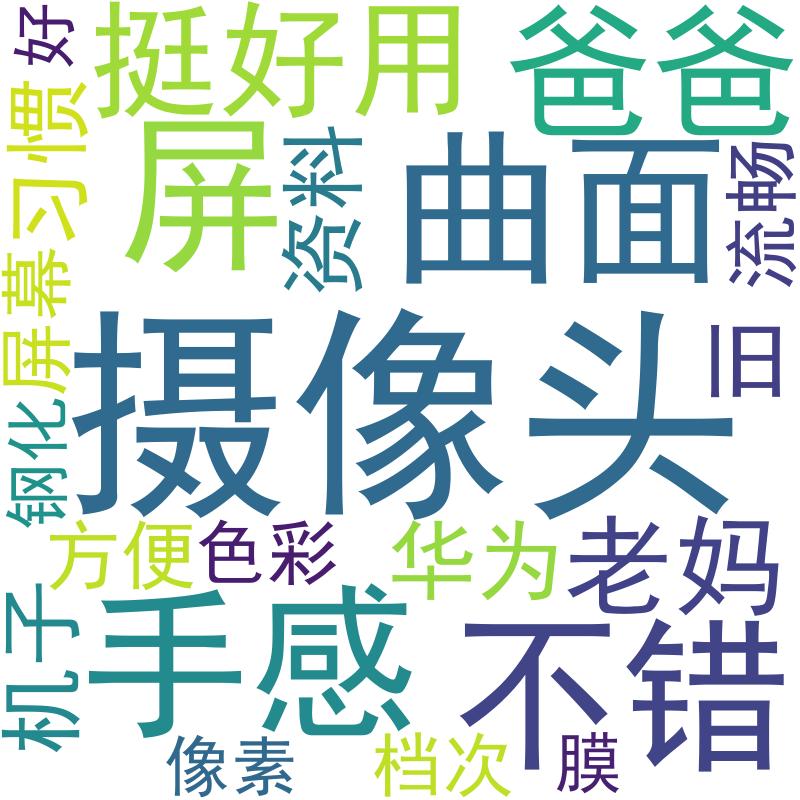 好
挺好用
爸爸
习惯
屏
资料
曲面
流畅
屏幕
摄像头
旧
钢化
方便
色彩
华为
老妈
机子
手感
不错
像素
档次
膜